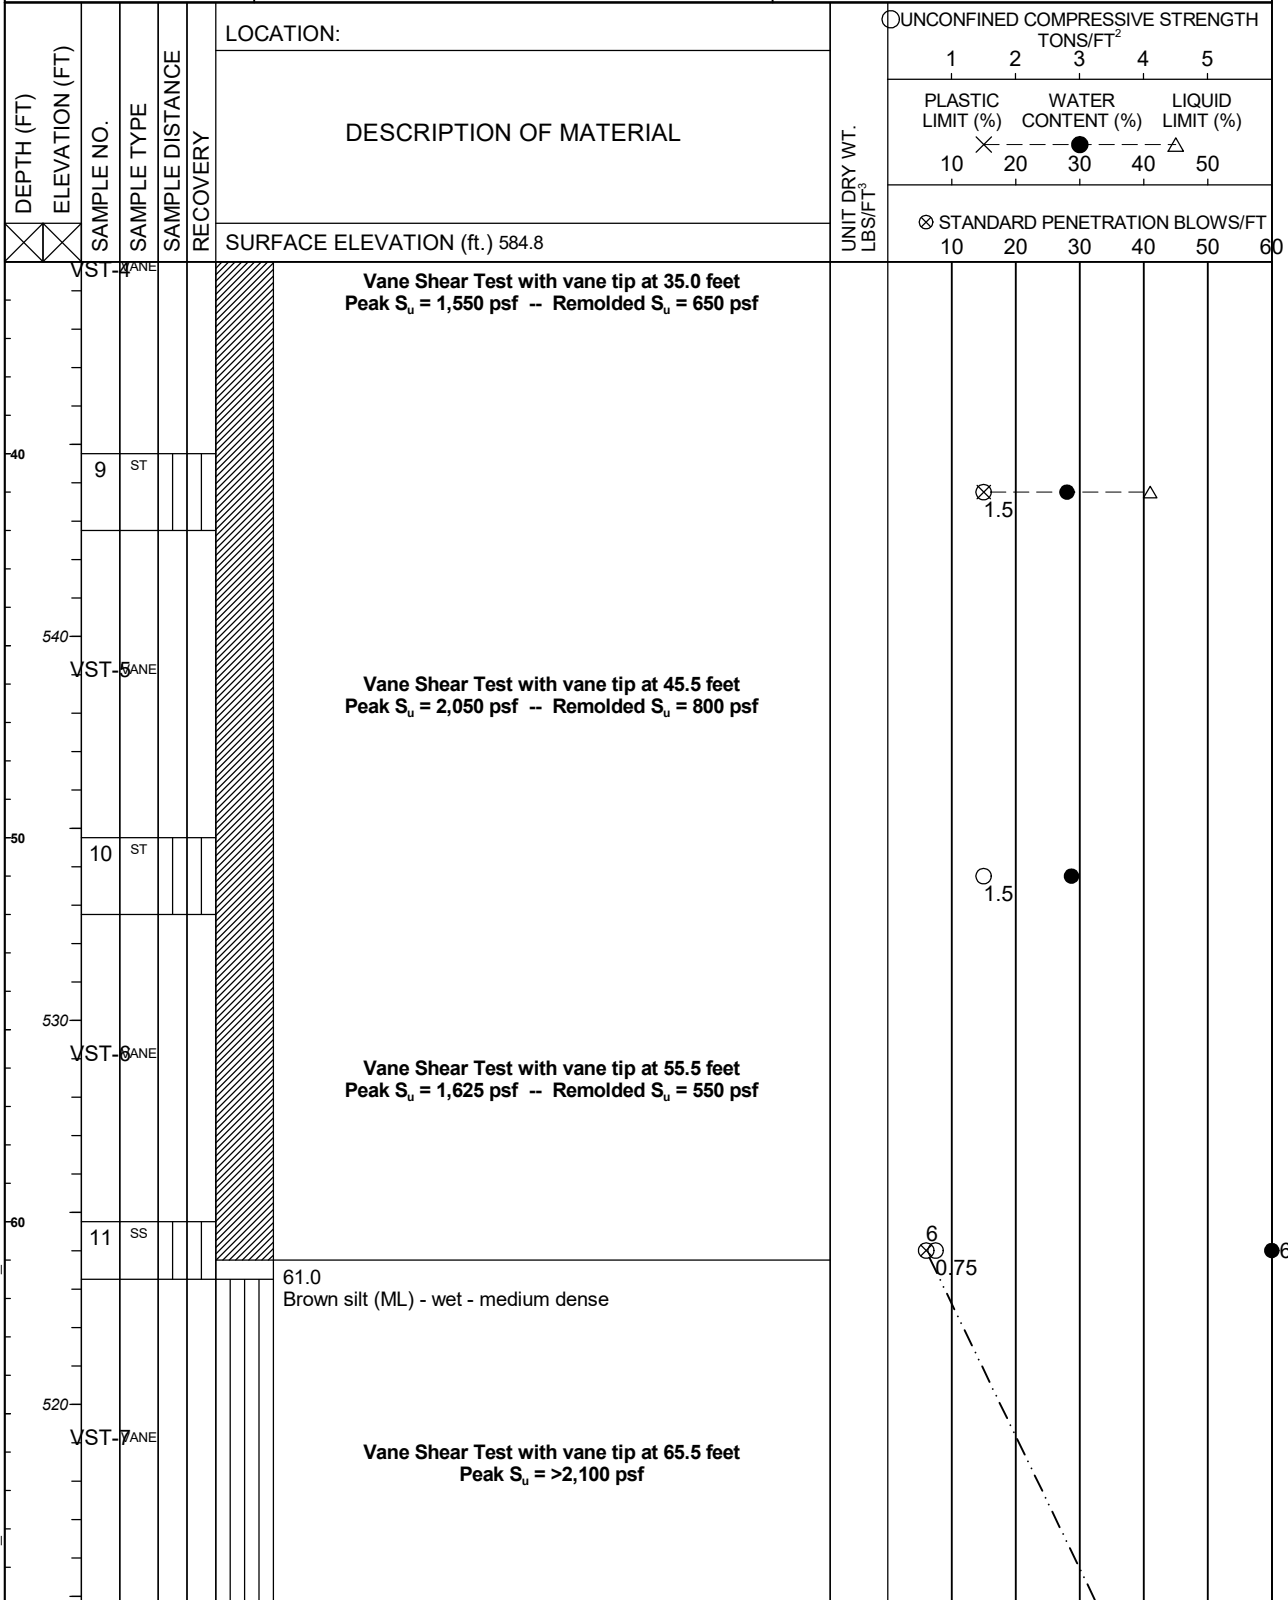 DEPTH (FT)
ELEVATION (FT)
SAMPLE NO.
SAMPLE TYPE
SAMPLE DISTANCE
RECOVERY
LOCATION:
DESCRIPTION OF MATERIAL
SURFACE ELEVATION (ft.) 584.8
UNIT DRY WT.
LBS/FT³
UNCONFINED COMPRESSIVE STRENGTH
TONS/FT²
1 2 3 4 5
PLASTIC LIMIT (%)
WATER CONTENT (%)
LIQUID LIMIT (%)
10 20 30 40 50
STANDARD PENETRATION BLOWS/FT
10 20 30 40 50 60
VST-4 VANE
Vane Shear Test with vane tip at 35.0 feet
Peak Sᵤ = 1,550 psf -- Remolded Sᵤ = 650 psf
40
9 ST
1.5
540
VST-5 VANE
Vane Shear Test with vane tip at 45.5 feet
Peak Sᵤ = 2,050 psf -- Remolded Sᵤ = 800 psf
50
10 ST
1.5
530
VST-6 VANE
Vane Shear Test with vane tip at 55.5 feet
Peak Sᵤ = 1,625 psf -- Remolded Sᵤ = 550 psf
60
11 SS
6
0.75
61.0
Brown silt (ML) - wet - medium dense
520
VST-7 VANE
Vane Shear Test with vane tip at 65.5 feet
Peak Sᵤ = >2,100 psf